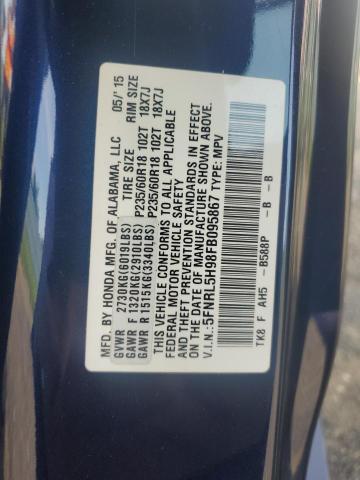 MFD. BY HONDA MFG. OF ALABAMA, LLC 05/'15
GVWR 2730KG(6019LBS) TIRE SIZE RIM SIZE
GAWR F 1320KG(2910LBS) P235/60R18 102T 18X7J
GAWR R 1515KG(3340LBS) P235/60R18 102T 18X7J
THIS VEHICLE CONFORMS TO ALL APPLICABLE
FEDERAL MOTOR VEHICLE SAFETY,
AND THEFT PREVENTION STANDARDS IN EFFECT
ON THE DATE OF MANUFACTURE SHOWN ABOVE.
V.I.N.:5FNRL5H98FB095867 TYPE: MPV
TK8 F AH5 - B588P - B - B